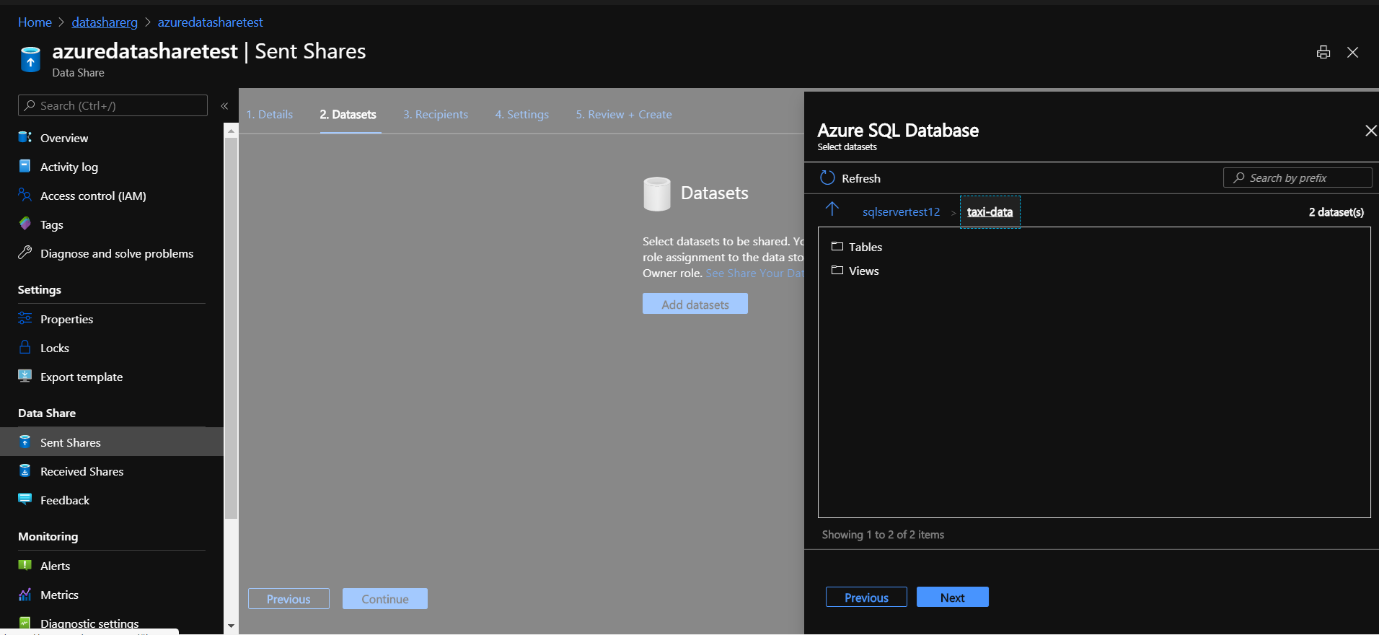 Home > datasharerg > azuredatasharetest
azuredatasharetest | Sent Shares
Data Share
Search (Ctrl+/)
«
Overview
Activity log
Access control (IAM)
Tags
Diagnose and solve problems
Settings
Properties
Locks
Export template
Data Share
Sent Shares
Received Shares
Feedback
Monitoring
Alerts
Metrics
Diagnostic settings
1. Details 2. Datasets 3. Recipients 4. Settings 5. Review + Create
Datasets
Select datasets to be shared.
role assignment to the data
Owner role. See Share Your
Add datasets
Previous Continue
Azure SQL Database
Select datasets
Refresh
Search by prefix
sqlservertest12 > taxi-data
2 dataset(s)
Tables
Views
Showing 1 to 2 of 2 items
Previous Next